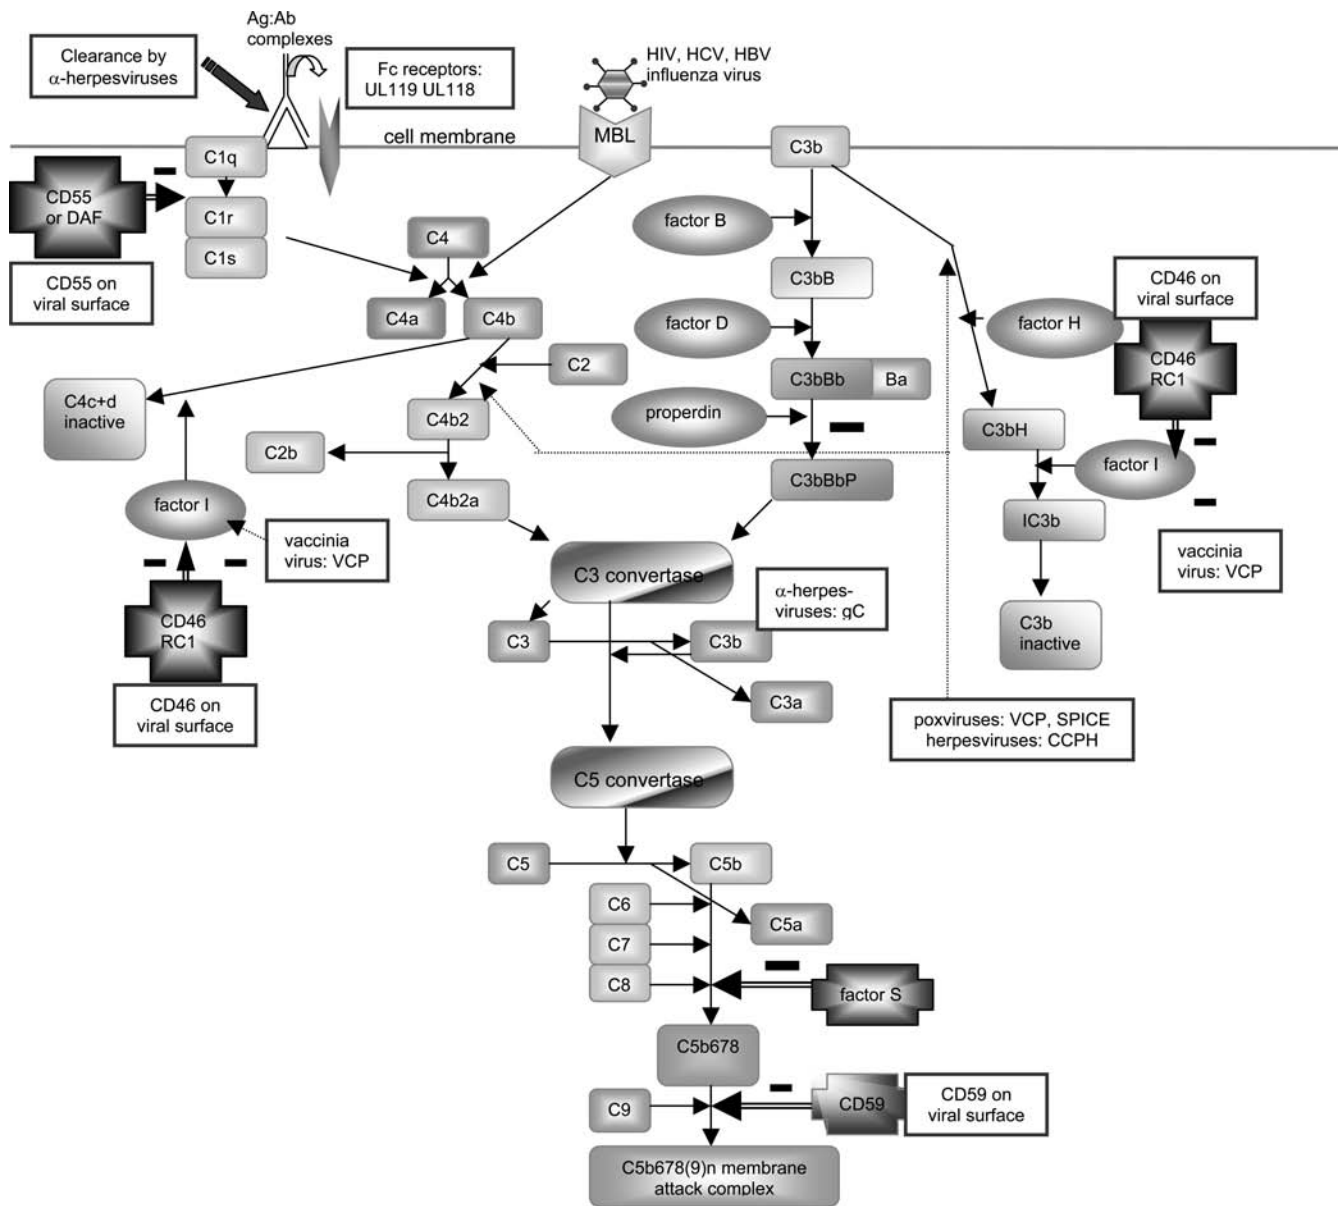 Ag:Ab
complexes
Clearance by
α-herpesviruses
Fc receptors:
UL119 UL118
HIV, HCV, HBV
influenza virus
cell membrane
MBL
C3b
C1q
CD55
or DAF
C1r
C1s
CD55 on
viral surface
C4
C4a
C4b
factor B
C3bB
factor D
C3bBb
Ba
CD46 on
viral surface
factor H
CD46
RC1
C2
C4c+d
inactive
C4b2
properdin
C3bH
C2b
C4b2a
C3bBbP
factor I
factor I
IC3b
vaccinia
virus: VCP
vaccinia
virus: VCP
C3 convertase
α-herpes-
viruses: gC
CD46
RC1
C3
C3b
C3b
inactive
C3a
CD46 on
viral surface
poxviruses: VCP, SPICE
herpesviruses: CCPH
C5 convertase
C5
C5b
C6
C5a
C7
C8
factor S
C5b678
C9
CD59
CD59 on
viral surface
C5b678(9)n membrane
attack complex